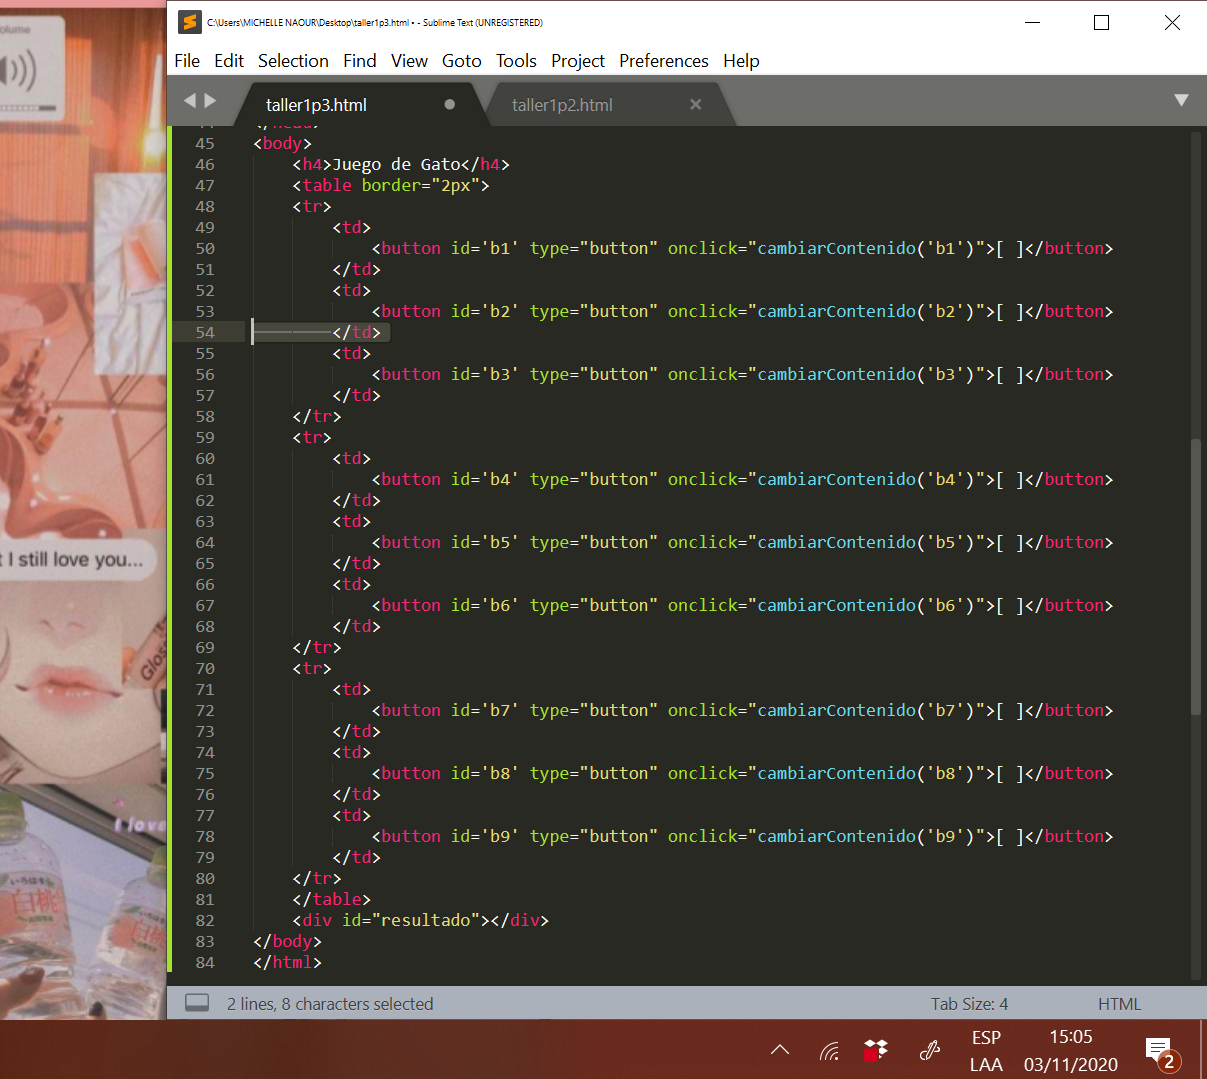 C:\Users\MICHELLE NAOUR\Desktop\taller1p3.html • - Sublime Text (UNREGISTERED)
File Edit Selection Find View Goto Tools Project Preferences Help
taller1p3.html taller1p2.html
45 <body>
46 <h4>Juego de Gato</h4>
47 <table border="2px">
48 <tr>
49 <td>
50 <button id='b1' type="button" onclick="cambiarContenido('b1')">[ ]</button>
51 </td>
52 <td>
53 <button id='b2' type="button" onclick="cambiarContenido('b2')">[ ]</button>
54 </td>
55 <td>
56 <button id='b3' type="button" onclick="cambiarContenido('b3')">[ ]</button>
57 </td>
58 </tr>
59 <tr>
60 <td>
61 <button id='b4' type="button" onclick="cambiarContenido('b4')">[ ]</button>
62 </td>
63 <td>
64 <button id='b5' type="button" onclick="cambiarContenido('b5')">[ ]</button>
65 </td>
66 <td>
67 <button id='b6' type="button" onclick="cambiarContenido('b6')">[ ]</button>
68 </td>
69 </tr>
70 <tr>
71 <td>
72 <button id='b7' type="button" onclick="cambiarContenido('b7')">[ ]</button>
73 </td>
74 <td>
75 <button id='b8' type="button" onclick="cambiarContenido('b8')">[ ]</button>
76 </td>
77 <td>
78 <button id='b9' type="button" onclick="cambiarContenido('b9')">[ ]</button>
79 </td>
80 </tr>
81 </table>
82 <div id="resultado"></div>
83 </body>
84 </html>
2 lines, 8 characters selected Tab Size: 4 HTML
I still love you...
Gloss
I love
いろはす
白桃
ESP 15:05
LAA 03/11/2020
2